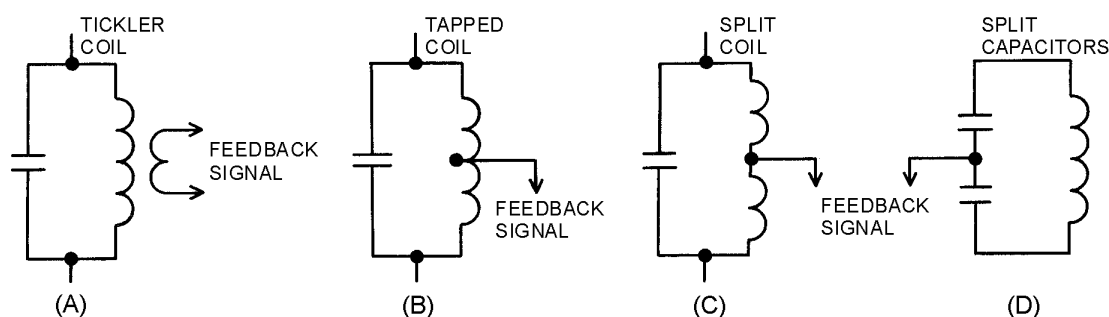 TICKLER
COIL
FEEDBACK
SIGNAL
(A)
TAPPED
COIL
FEEDBACK
SIGNAL
(B)
SPLIT
COIL
FEEDBACK
SIGNAL
(C)
SPLIT
CAPACITORS
(D)